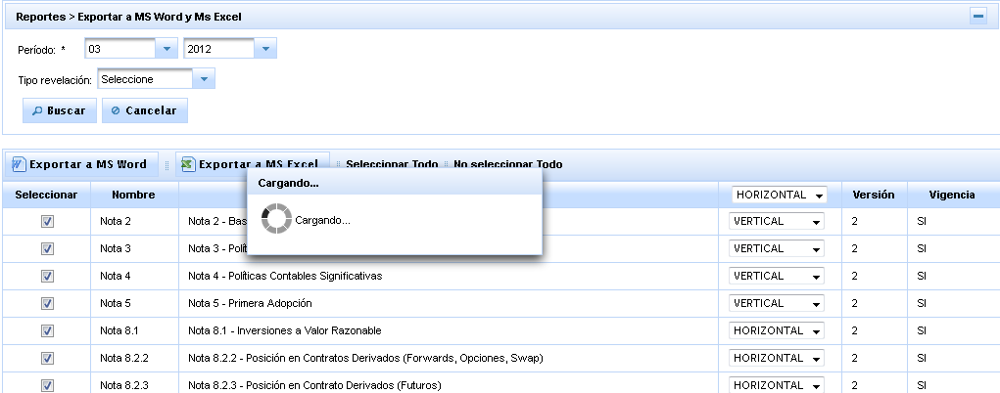 Reportes > Exportar a MS Word y Ms Excel
Período: * 03 2012
Tipo revelación: Seleccione
Buscar Cancelar
Exportar a MS Word Exportar a MS Excel Seleccionar Todo No seleccionar Todo
Cargando...
Seleccionar Nombre HORIZONTAL Versión Vigencia
Cargando...
Nota 2 Nota 2 - Bas VERTICAL 2 SI
Nota 3 Nota 3 - Polí VERTICAL 2 SI
Nota 4 Nota 4 - Políticas Contables Significativas VERTICAL 2 SI
Nota 5 Nota 5 - Primera Adopción VERTICAL 2 SI
Nota 8.1 Nota 8.1 - Inversiones a Valor Razonable HORIZONTAL 2 SI
Nota 8.2.2 Nota 8.2.2 - Posición en Contratos Derivados (Forwards, Opciones, Swap) HORIZONTAL 2 SI
Nota 8.2.3 Nota 8.2.3 - Posición en Contrato Derivados (Futuros) HORIZONTAL 2 SI